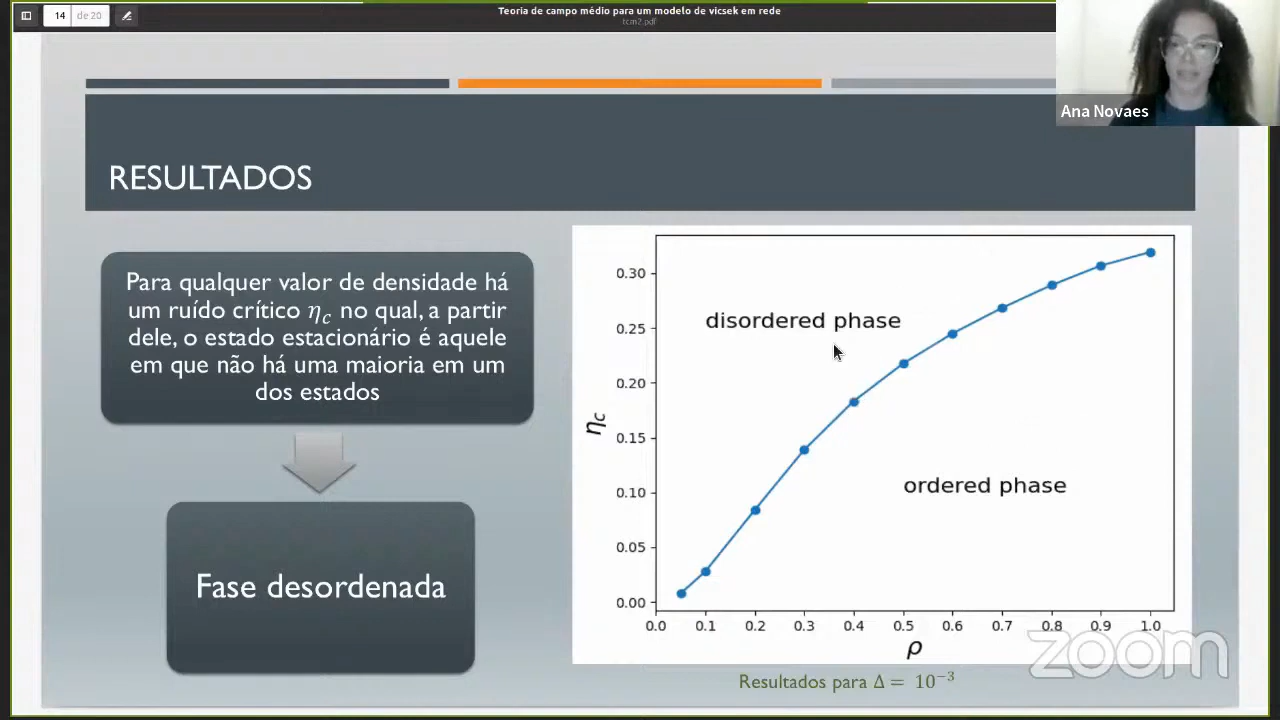 14 de 20
Teoria de campo médio para um modelo de vicsek em rede
tcm2.pdf
Ana Novaes
RESULTADOS
Para qualquer valor de densidade há
um ruído crítico η_c no qual, a partir
dele, o estado estacionário é aquele
em que não há uma maioria em um
dos estados
Fase desordenada
0.30
0.25
0.20
0.15
0.10
0.05
0.00
η_c
disordered phase
ordered phase
0.0 0.1 0.2 0.3 0.4 0.5 0.6 0.7 0.8 0.9 1.0
ρ
Resultados para Δ = 10⁻³
zoom